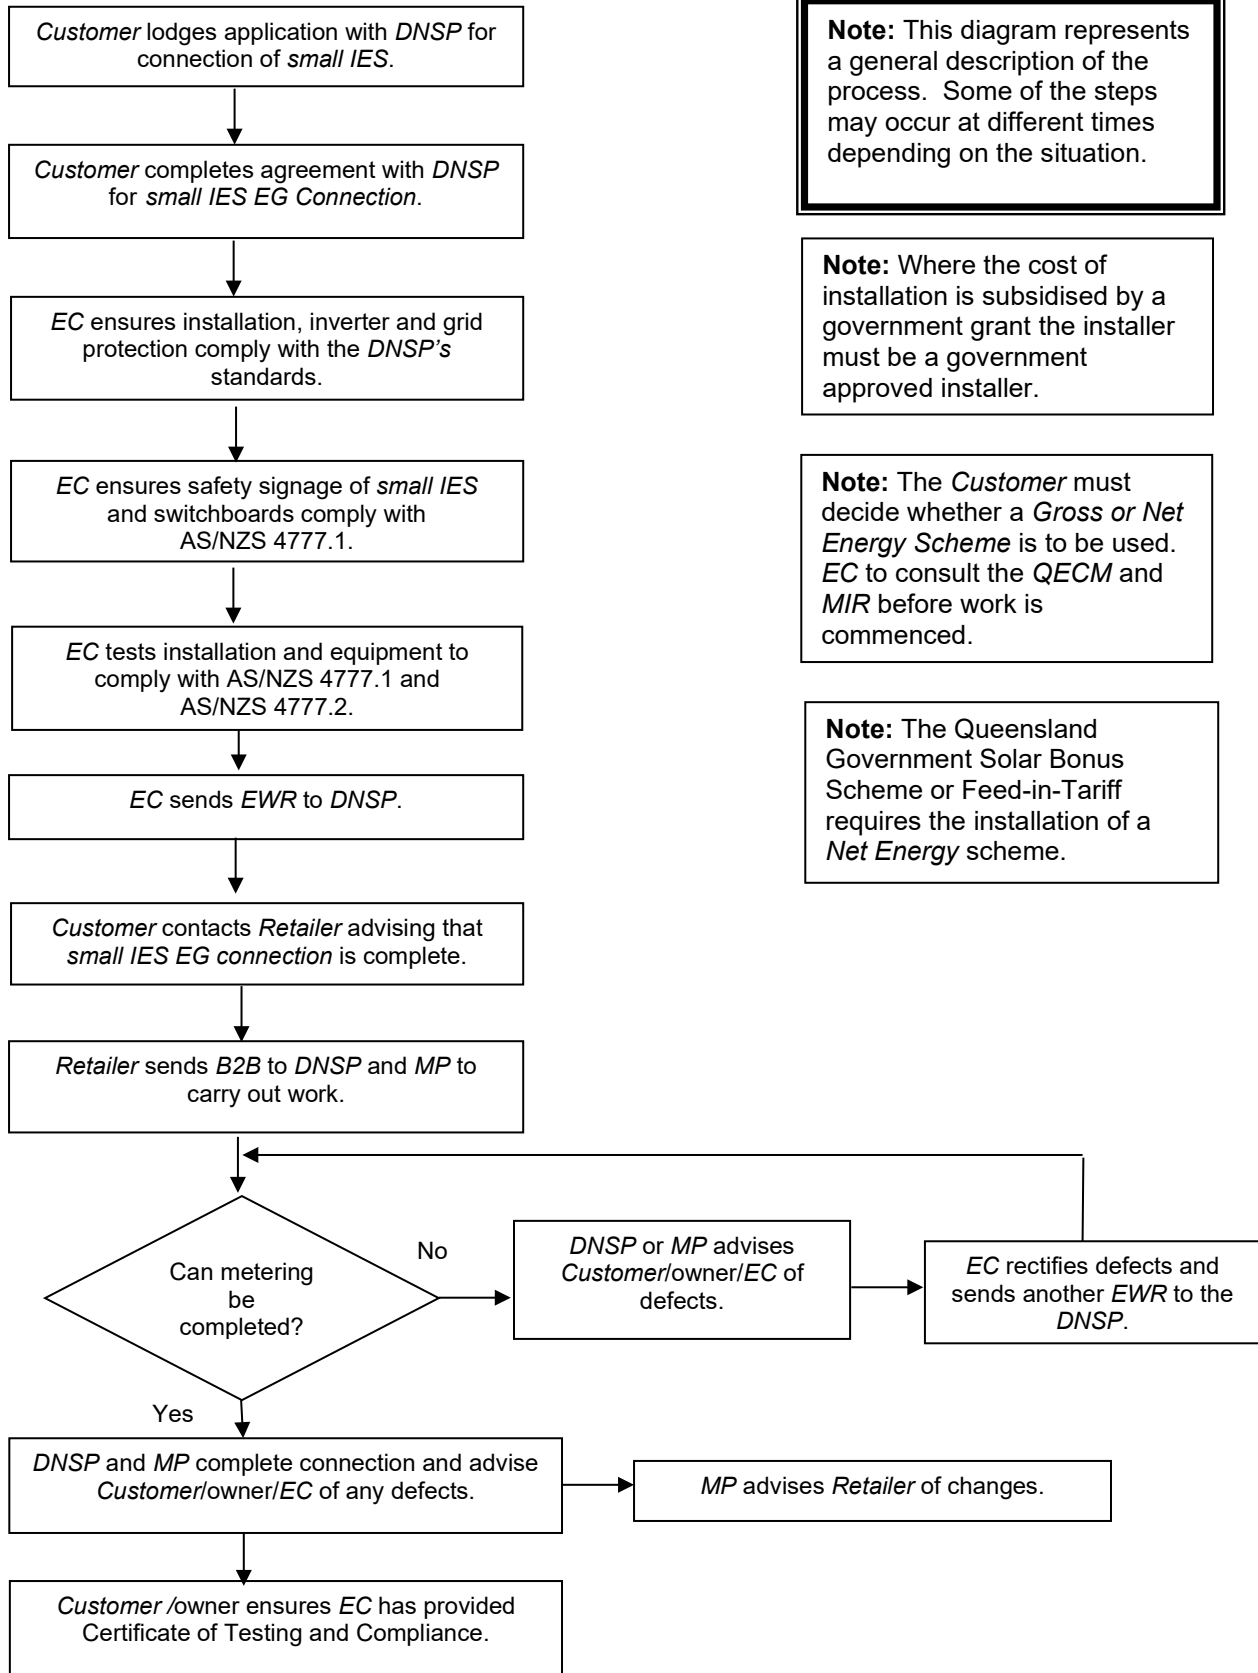 Customer lodges application with DNSP for
connection of small IES.
Customer completes agreement with DNSP
for small IES EG Connection.
EC ensures installation, inverter and grid
protection comply with the DNSP's
standards.
EC ensures safety signage of small IES
and switchboards comply with
AS/NZS 4777.1.
EC tests installation and equipment to
comply with AS/NZS 4777.1 and
AS/NZS 4777.2.
EC sends EWR to DNSP.
Customer contacts Retailer advising that
small IES EG connection is complete.
Retailer sends B2B to DNSP and MP to
carry out work.
Can metering
be
completed?
No
DNSP or MP advises
Customer/owner/EC of
defects.
EC rectifies defects and
sends another EWR to the
DNSP.
Yes
DNSP and MP complete connection and advise
Customer/owner/EC of any defects.
MP advises Retailer of changes.
Customer /owner ensures EC has provided
Certificate of Testing and Compliance.
Note: This diagram represents
a general description of the
process. Some of the steps
may occur at different times
depending on the situation.
Note: Where the cost of
installation is subsidised by a
government grant the installer
must be a government
approved installer.
Note: The Customer must
decide whether a Gross or Net
Energy Scheme is to be used.
EC to consult the QECM and
MIR before work is
commenced.
Note: The Queensland
Government Solar Bonus
Scheme or Feed-in-Tariff
requires the installation of a
Net Energy scheme.